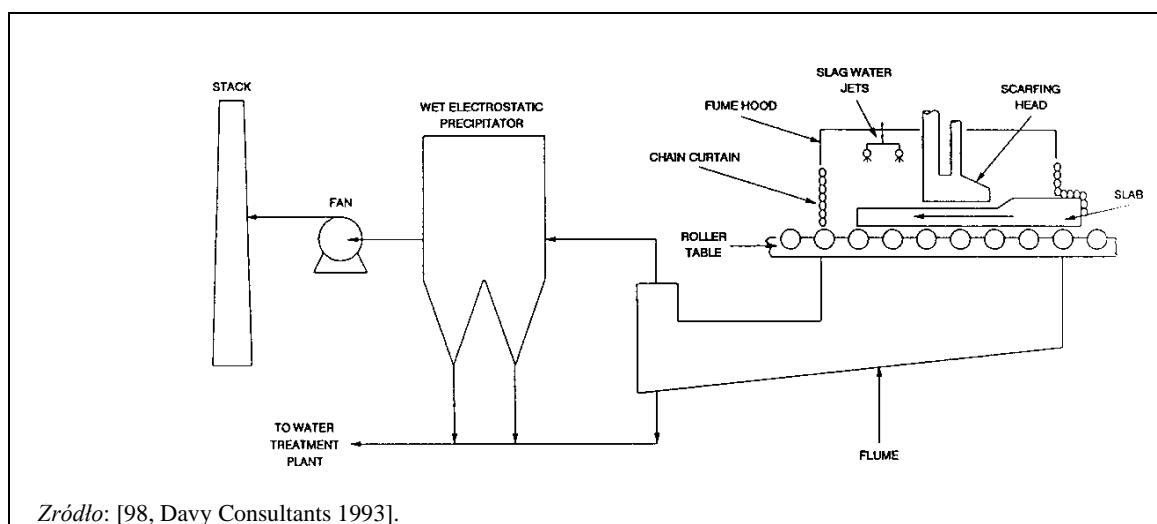 STACK
WET ELECTROSTATIC
PRECIPITATOR
FAN
SLAG WATER
JETS
SCARFING
HEAD
FUME HOOD
CHAIN CURTAIN
SLAB
ROLLER
TABLE
TO WATER
TREATMENT
PLANT
FLUME
Zródło: [98, Davy Consultants 1993].